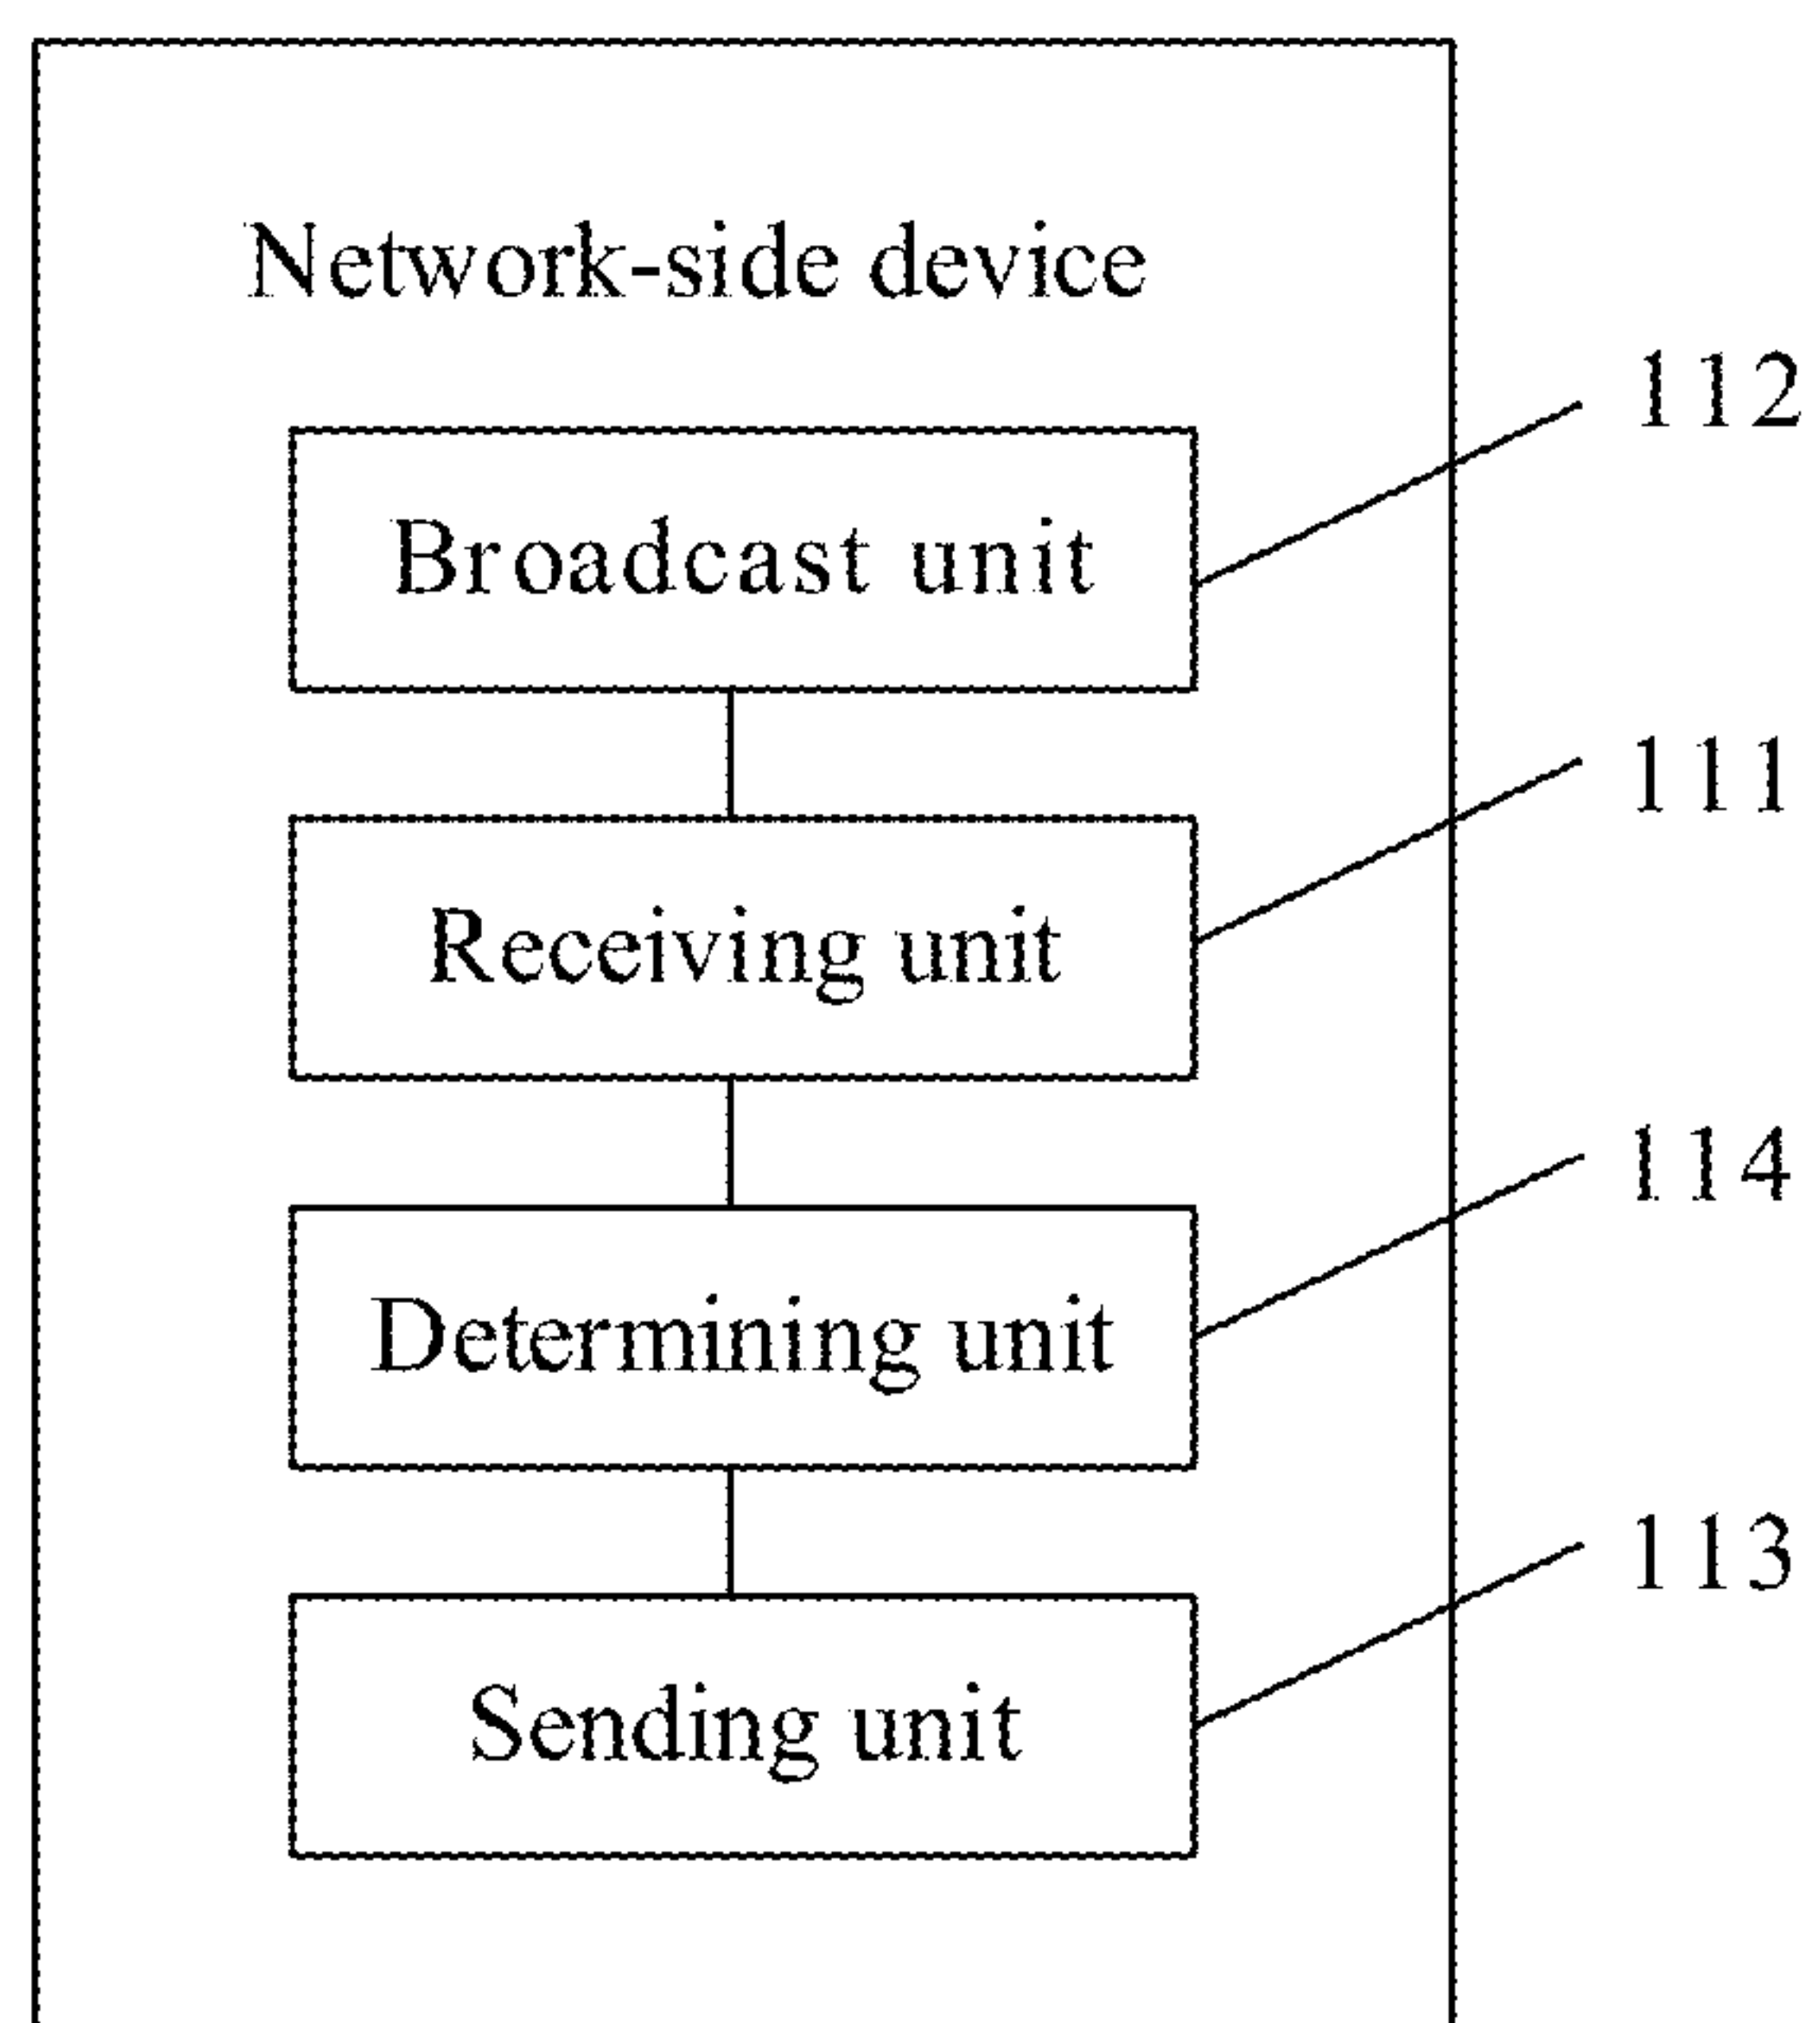 Network-side device
112
Broadcast unit
111
Receiving unit
114
Determining unit
113
Sending unit